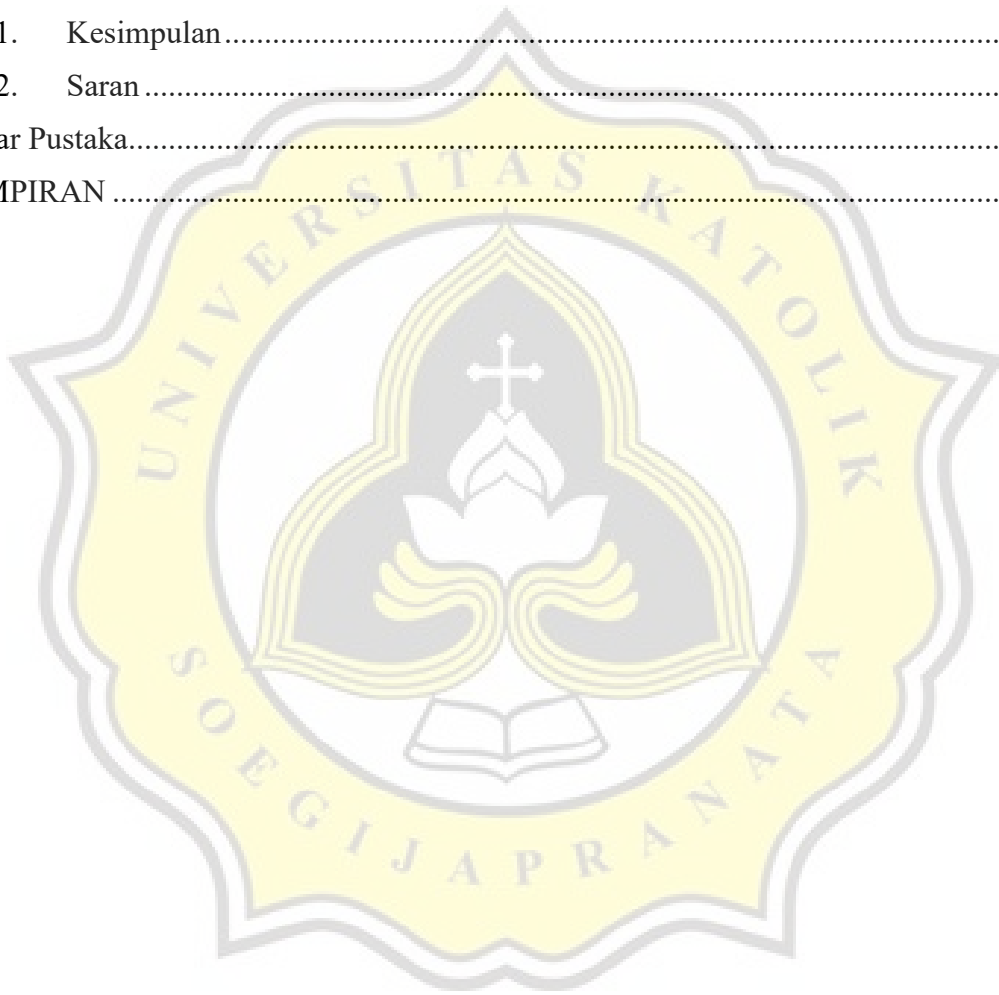 1. Kesimpulan........................................................................................................
2. Saran........................................................................................................
ar Pustaka........................................................................................................
MPIRAN........................................................................................................
UNIVERSITAS KATOLIK
SOEGIJAPRANATA